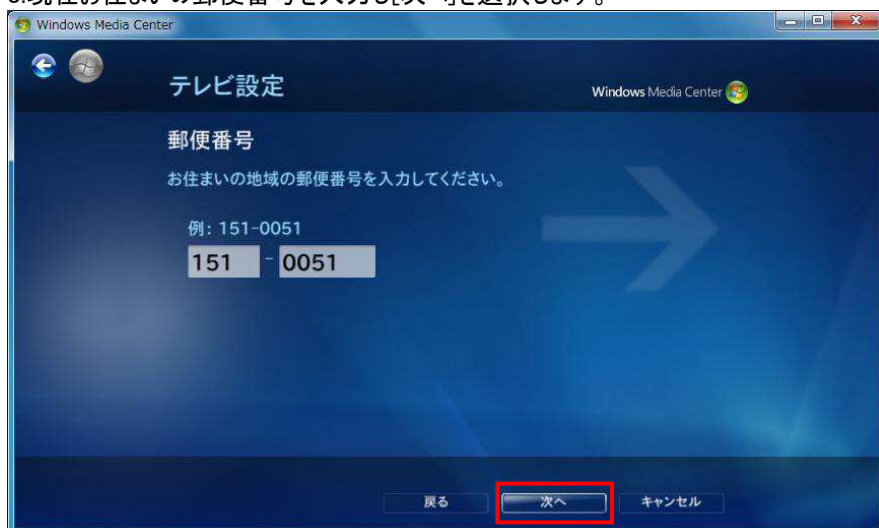 Windows Media Center
テレビ設定
Windows Media Center
郵便番号
お住まいの地域の郵便番号を入力してください。
例: 151-0051
151 - 0051
戻る 次へ キャンセル